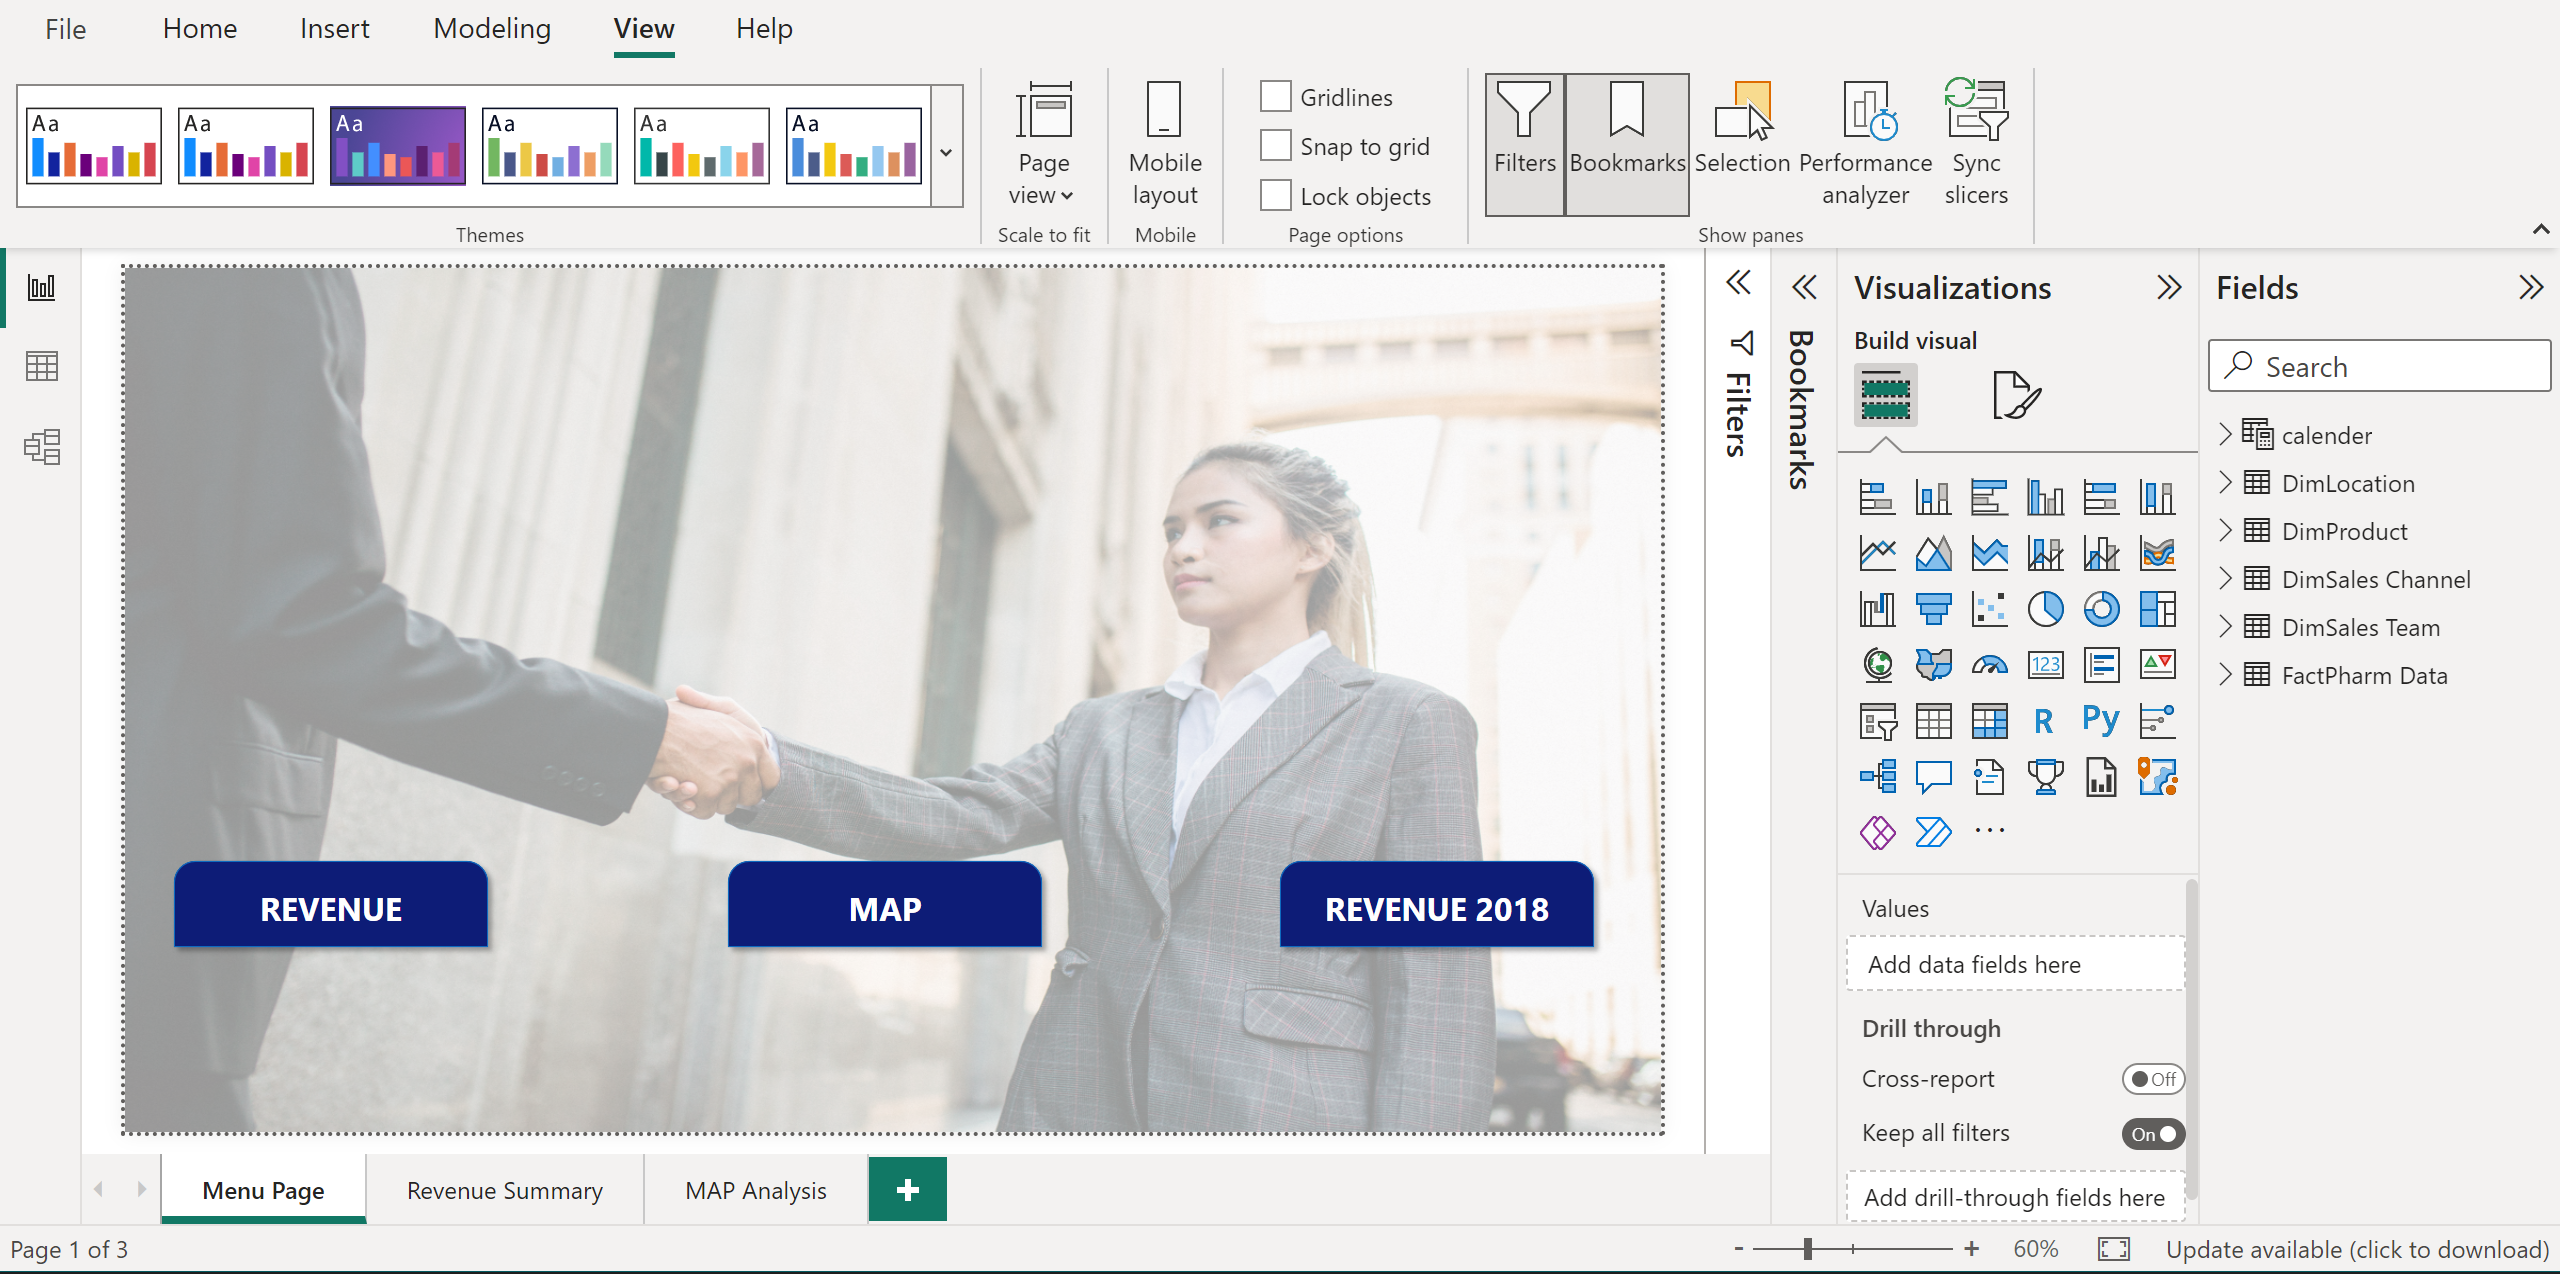 File Home Insert Modeling View Help
Aa Aa Aa Aa Aa Aa
Page view
Mobile layout
Gridlines
Snap to grid
Lock objects
Filters
Bookmarks
Selection
Performance analyzer
Sync slicers
Themes
Scale to fit
Mobile
Page options
Show panes
Filters
Bookmarks
Visualizations
Build visual
123
R
Py
Values
Add data fields here
Drill through
Cross-report
Off
Keep all filters
On
Add drill-through fields here
Fields
Search
calender
DimLocation
DimProduct
DimSales Channel
DimSales Team
FactPharm Data
REVENUE
MAP
REVENUE 2018
Menu Page
Revenue Summary
MAP Analysis
Page 1 of 3
60%
Update available (click to download)